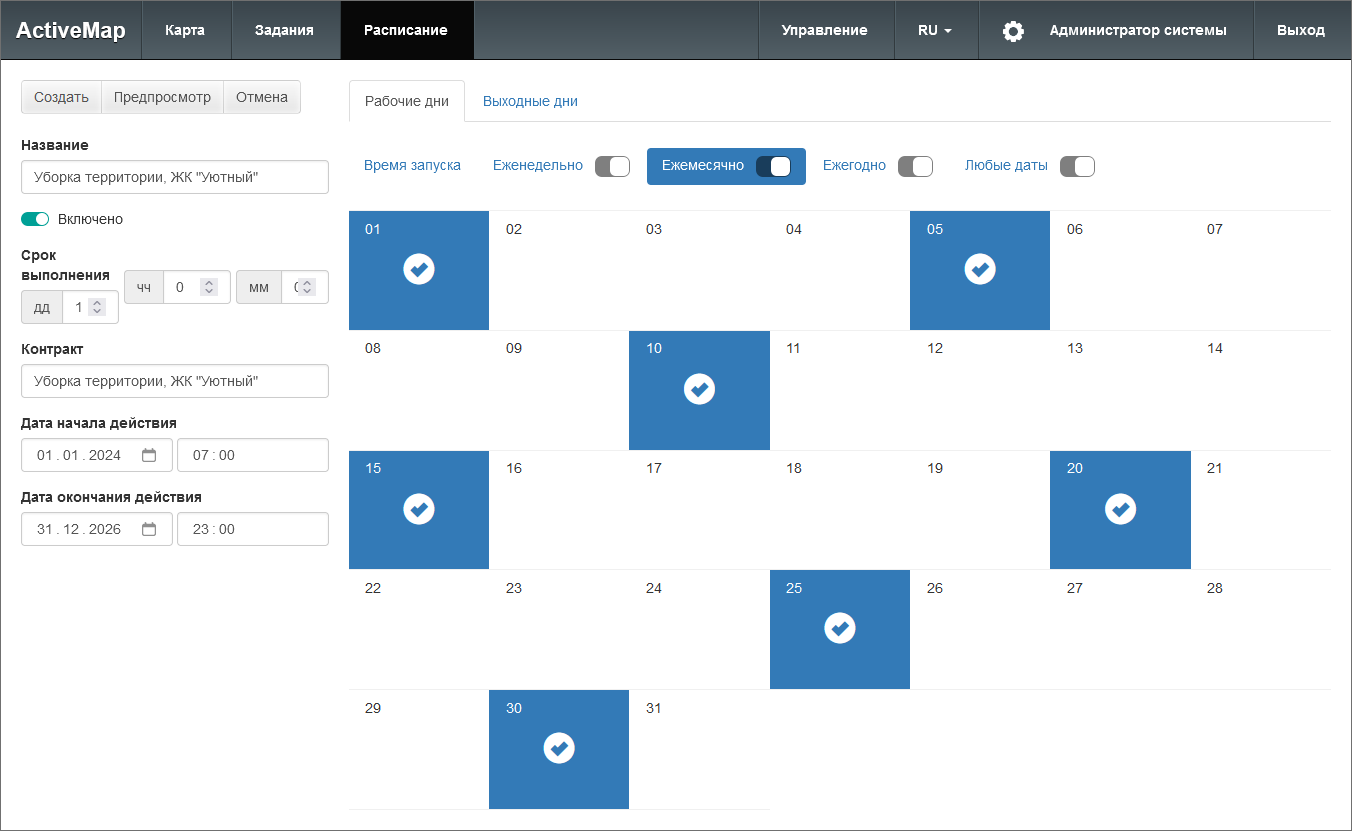 ActiveMap Карта Задания Расписание Управление RU Администратор системы Выход
Создать Предпросмотр Отмена
Название
Уборка территории, ЖК "Уютный"
Включено
Срок
выполнения
дд 1 чч 0 мм 0
Контракт
Уборка территории, ЖК "Уютный"
Дата начала действия
01 . 01 . 2024 07 : 00
Дата окончания действия
31 . 12 . 2026 23 : 00
Рабочие дни Выходные дни
Время запуска Еженедельно Ежемесячно Ежегодно Любые даты
01 02 03 04 05 06 07
08 09 10 11 12 13 14
15 16 17 18 19 20 21
22 23 24 25 26 27 28
29 30 31